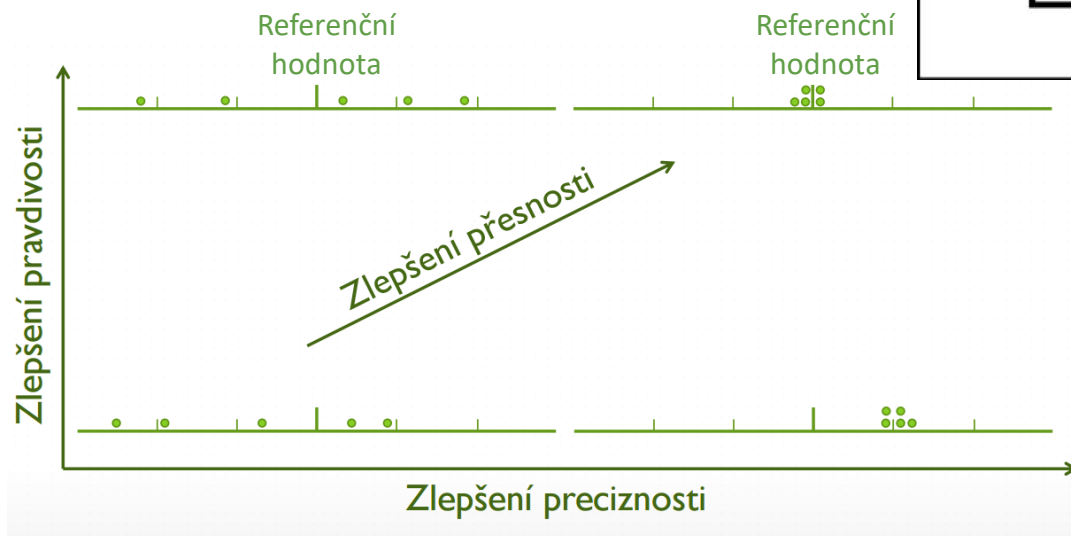 Referenční
hodnota
Referenční
hodnota
Zlepšení pravdivosti
Zlepšení přesnosti
Zlepšení preciznosti